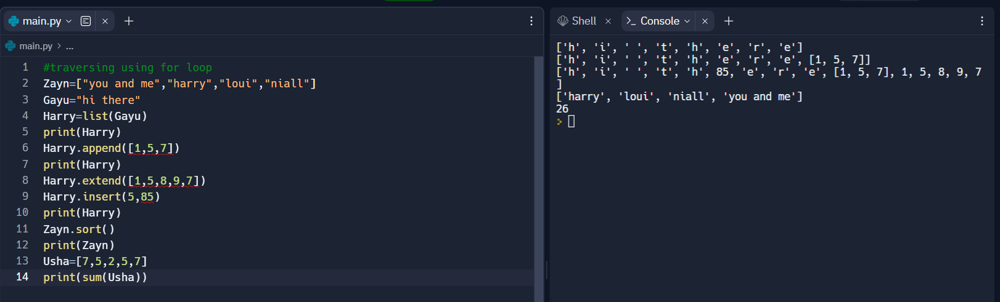 main.py
main.py > ...
1 #traversing using for loop
2 Zayn=["you and me","harry","loui","niall"]
3 Gayu="hi there"
4 Harry=list(Gayu)
5 print(Harry)
6 Harry.append([1,5,7])
7 print(Harry)
8 Harry.extend([1,5,8,9,7])
9 Harry.insert(5,85)
10 print(Harry)
11 Zayn.sort()
12 print(Zayn)
13 Usha=[7,5,2,5,7]
14 print(sum(Usha))
Shell Console
['h', 'i', ' ', 't', 'h', 'e', 'r', 'e']
['h', 'i', ' ', 't', 'h', 'e', 'r', 'e', [1, 5, 7]]
['h', 'i', ' ', 't', 'h', 85, 'e', 'r', 'e', [1, 5, 7], 1, 5, 8, 9, 7
]
['harry', 'loui', 'niall', 'you and me']
26